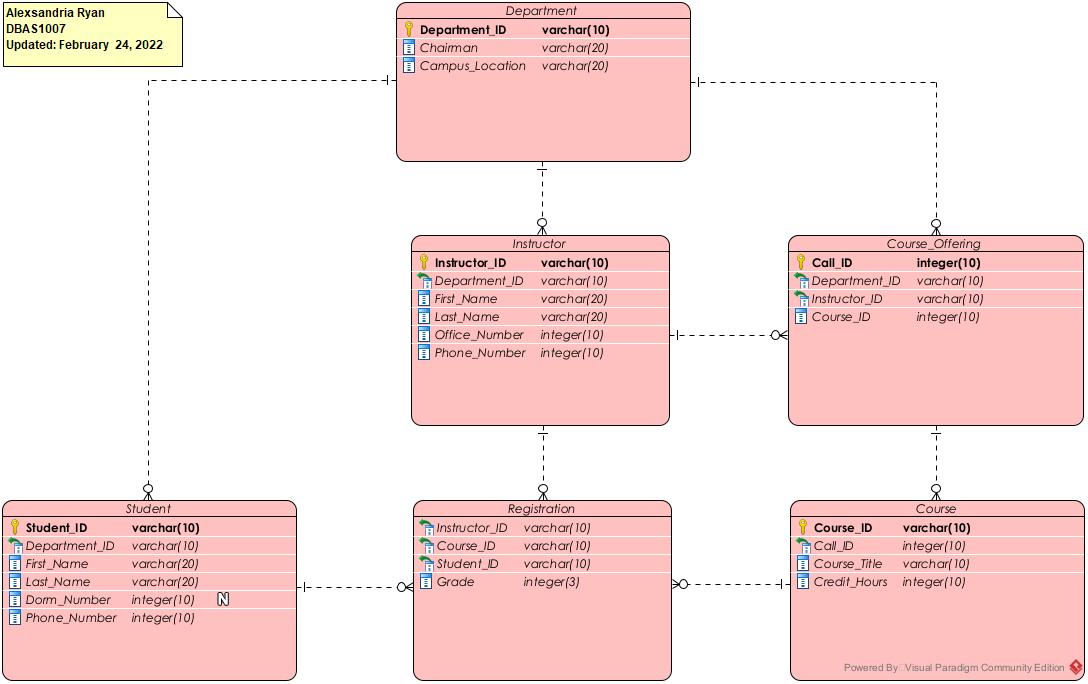 Alexsandria Ryan
DBAS1007
Updated: February 24, 2022
Department
Department_ID varchar(10)
Chairman varchar(20)
Campus_Location varchar(20)
Instructor
Instructor_ID varchar(10)
Department_ID varchar(10)
First_Name varchar(20)
Last_Name varchar(20)
Office_Number integer(10)
Phone_Number integer(10)
Course_Offering
Call_ID integer(10)
Department_ID varchar(10)
Instructor_ID varchar(10)
Course_ID integer(10)
Student
Student_ID varchar(10)
Department_ID varchar(10)
First_Name varchar(20)
Last_Name varchar(20)
Dorm_Number integer(10) N
Phone_Number integer(10)
Registration
Instructor_ID varchar(10)
Course_ID varchar(10)
Student_ID varchar(10)
Grade integer(3)
Course
Course_ID varchar(10)
Call_ID integer(10)
Course_Title varchar(10)
Credit_Hours integer(10)
Powered By Visual Paradigm Community Edition